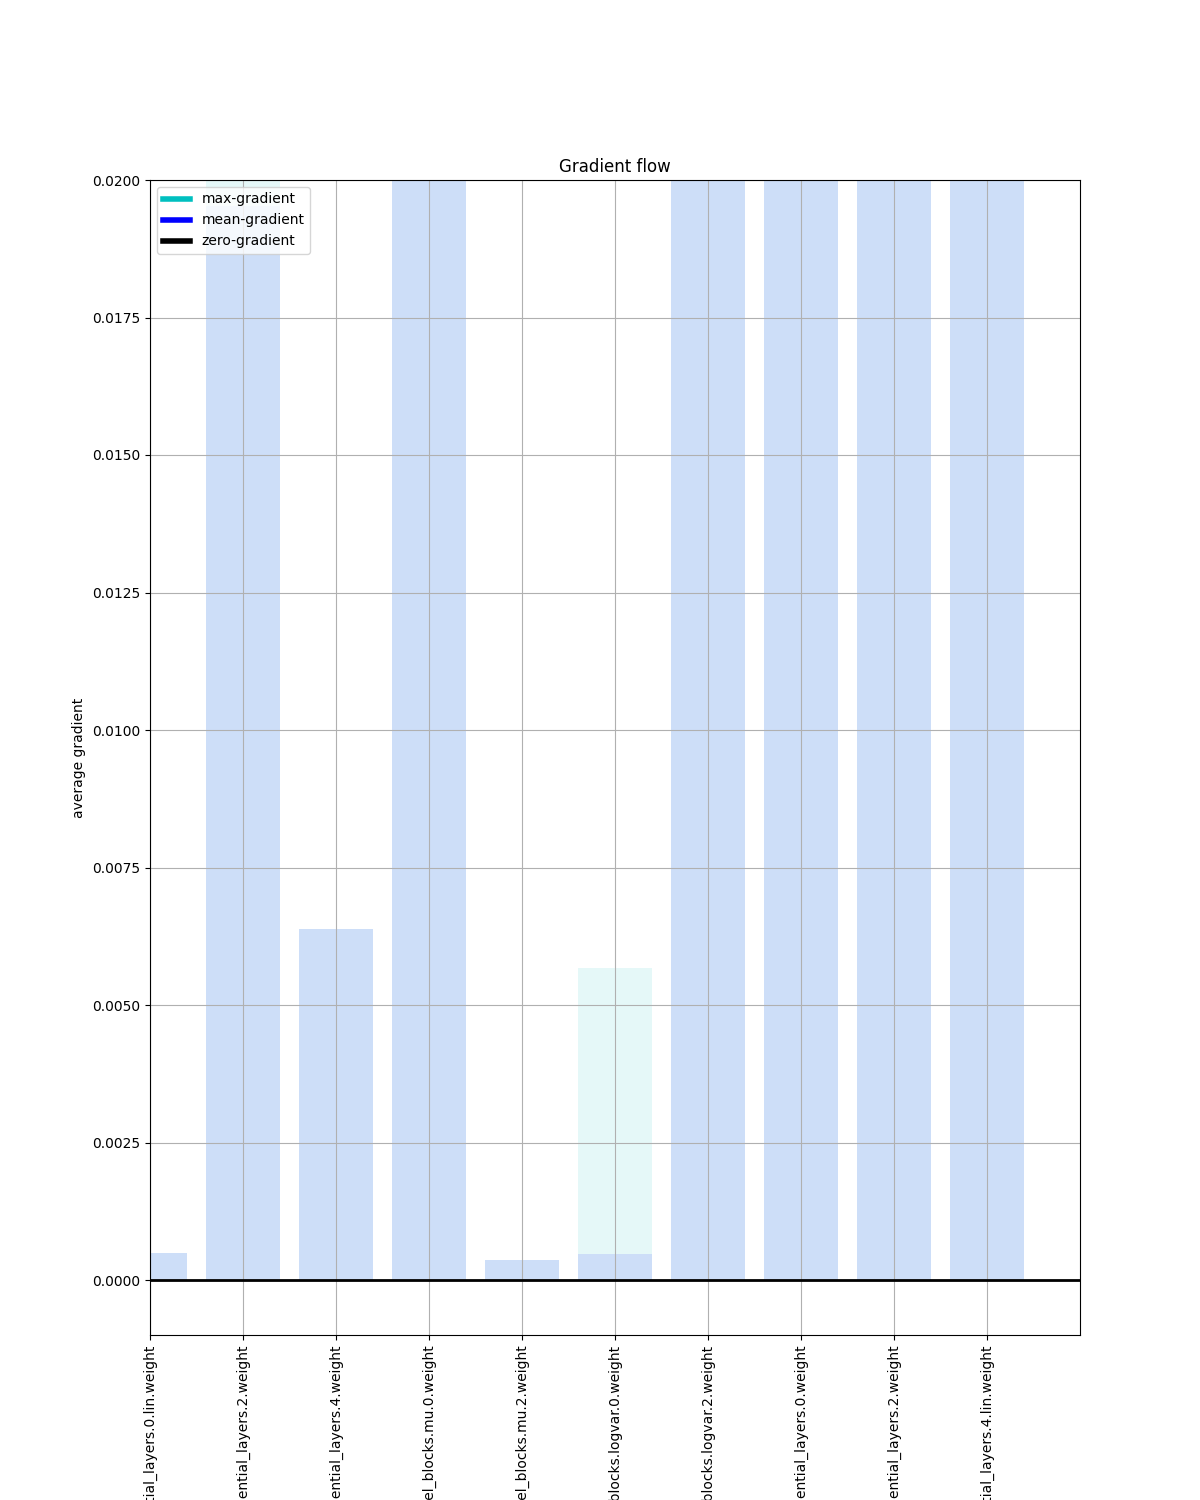 Gradient flow
max-gradient
mean-gradient
zero-gradient
0.0200
0.0175
0.0150
0.0125
0.0100
0.0075
0.0050
0.0025
0.0000
average gradient
tial_layers.0.lin.weight
ential_layers.2.weight
ential_layers.4.weight
el_blocks.mu.0.weight
el_blocks.mu.2.weight
blocks.logvar.0.weight
blocks.logvar.2.weight
ential_layers.0.weight
ential_layers.2.weight
tial_layers.4.lin.weight